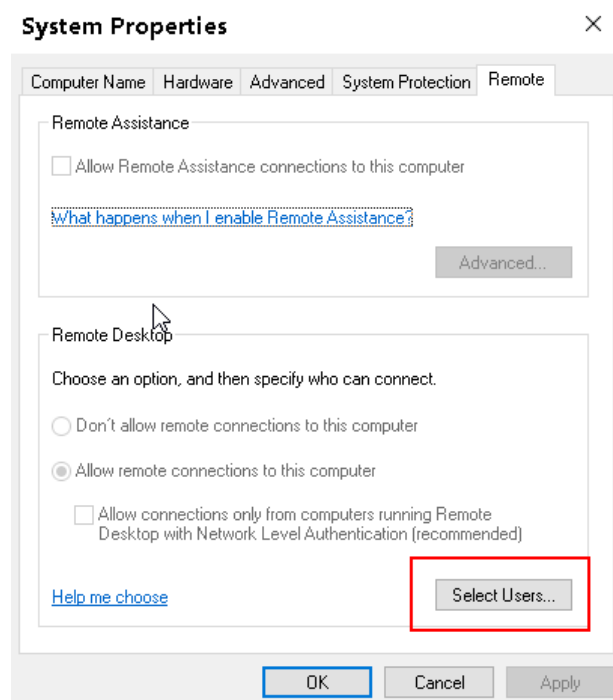 System Properties
Computer Name Hardware Advanced System Protection Remote
Remote Assistance
Allow Remote Assistance connections to this computer
What happens when I enable Remote Assistance?
Advanced...
Remote Desktop
Choose an option, and then specify who can connect.
Don´t allow remote connections to this computer
Allow remote connections to this computer
Allow connections only from computers running Remote
Desktop with Network Level Authentication (recommended)
Help me choose Select Users...
OK Cancel Apply